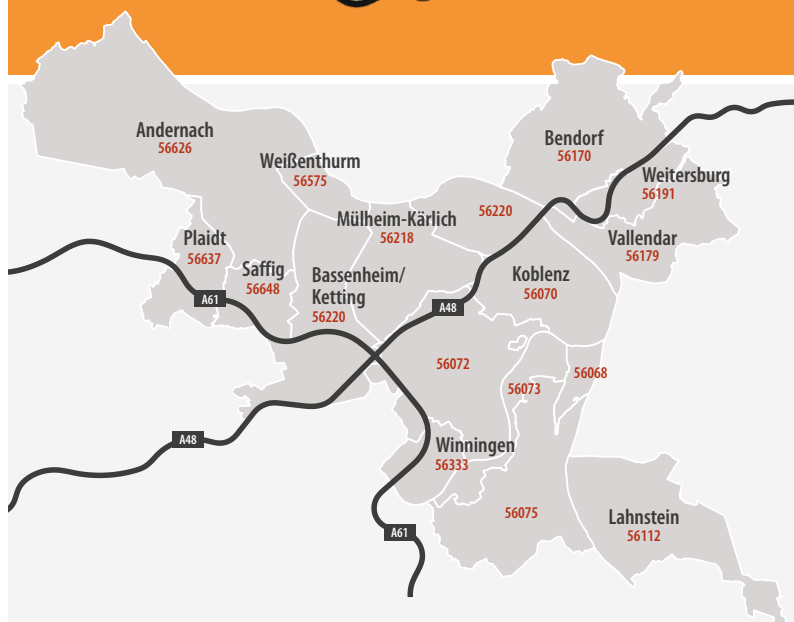 Andernach
56626
Bendorf
56170
Weißenthurm
56575
Weitersburg
56191
Mülheim-Kärlich
56218
56220
Plaidt
56637
Vallendar
56179
Saffig
56648
Bassenheim/
Ketting
56220
Koblenz
56070
A61
A48
56072
56073
56068
A48
Winningen
56333
56075
Lahnstein
56112
A61